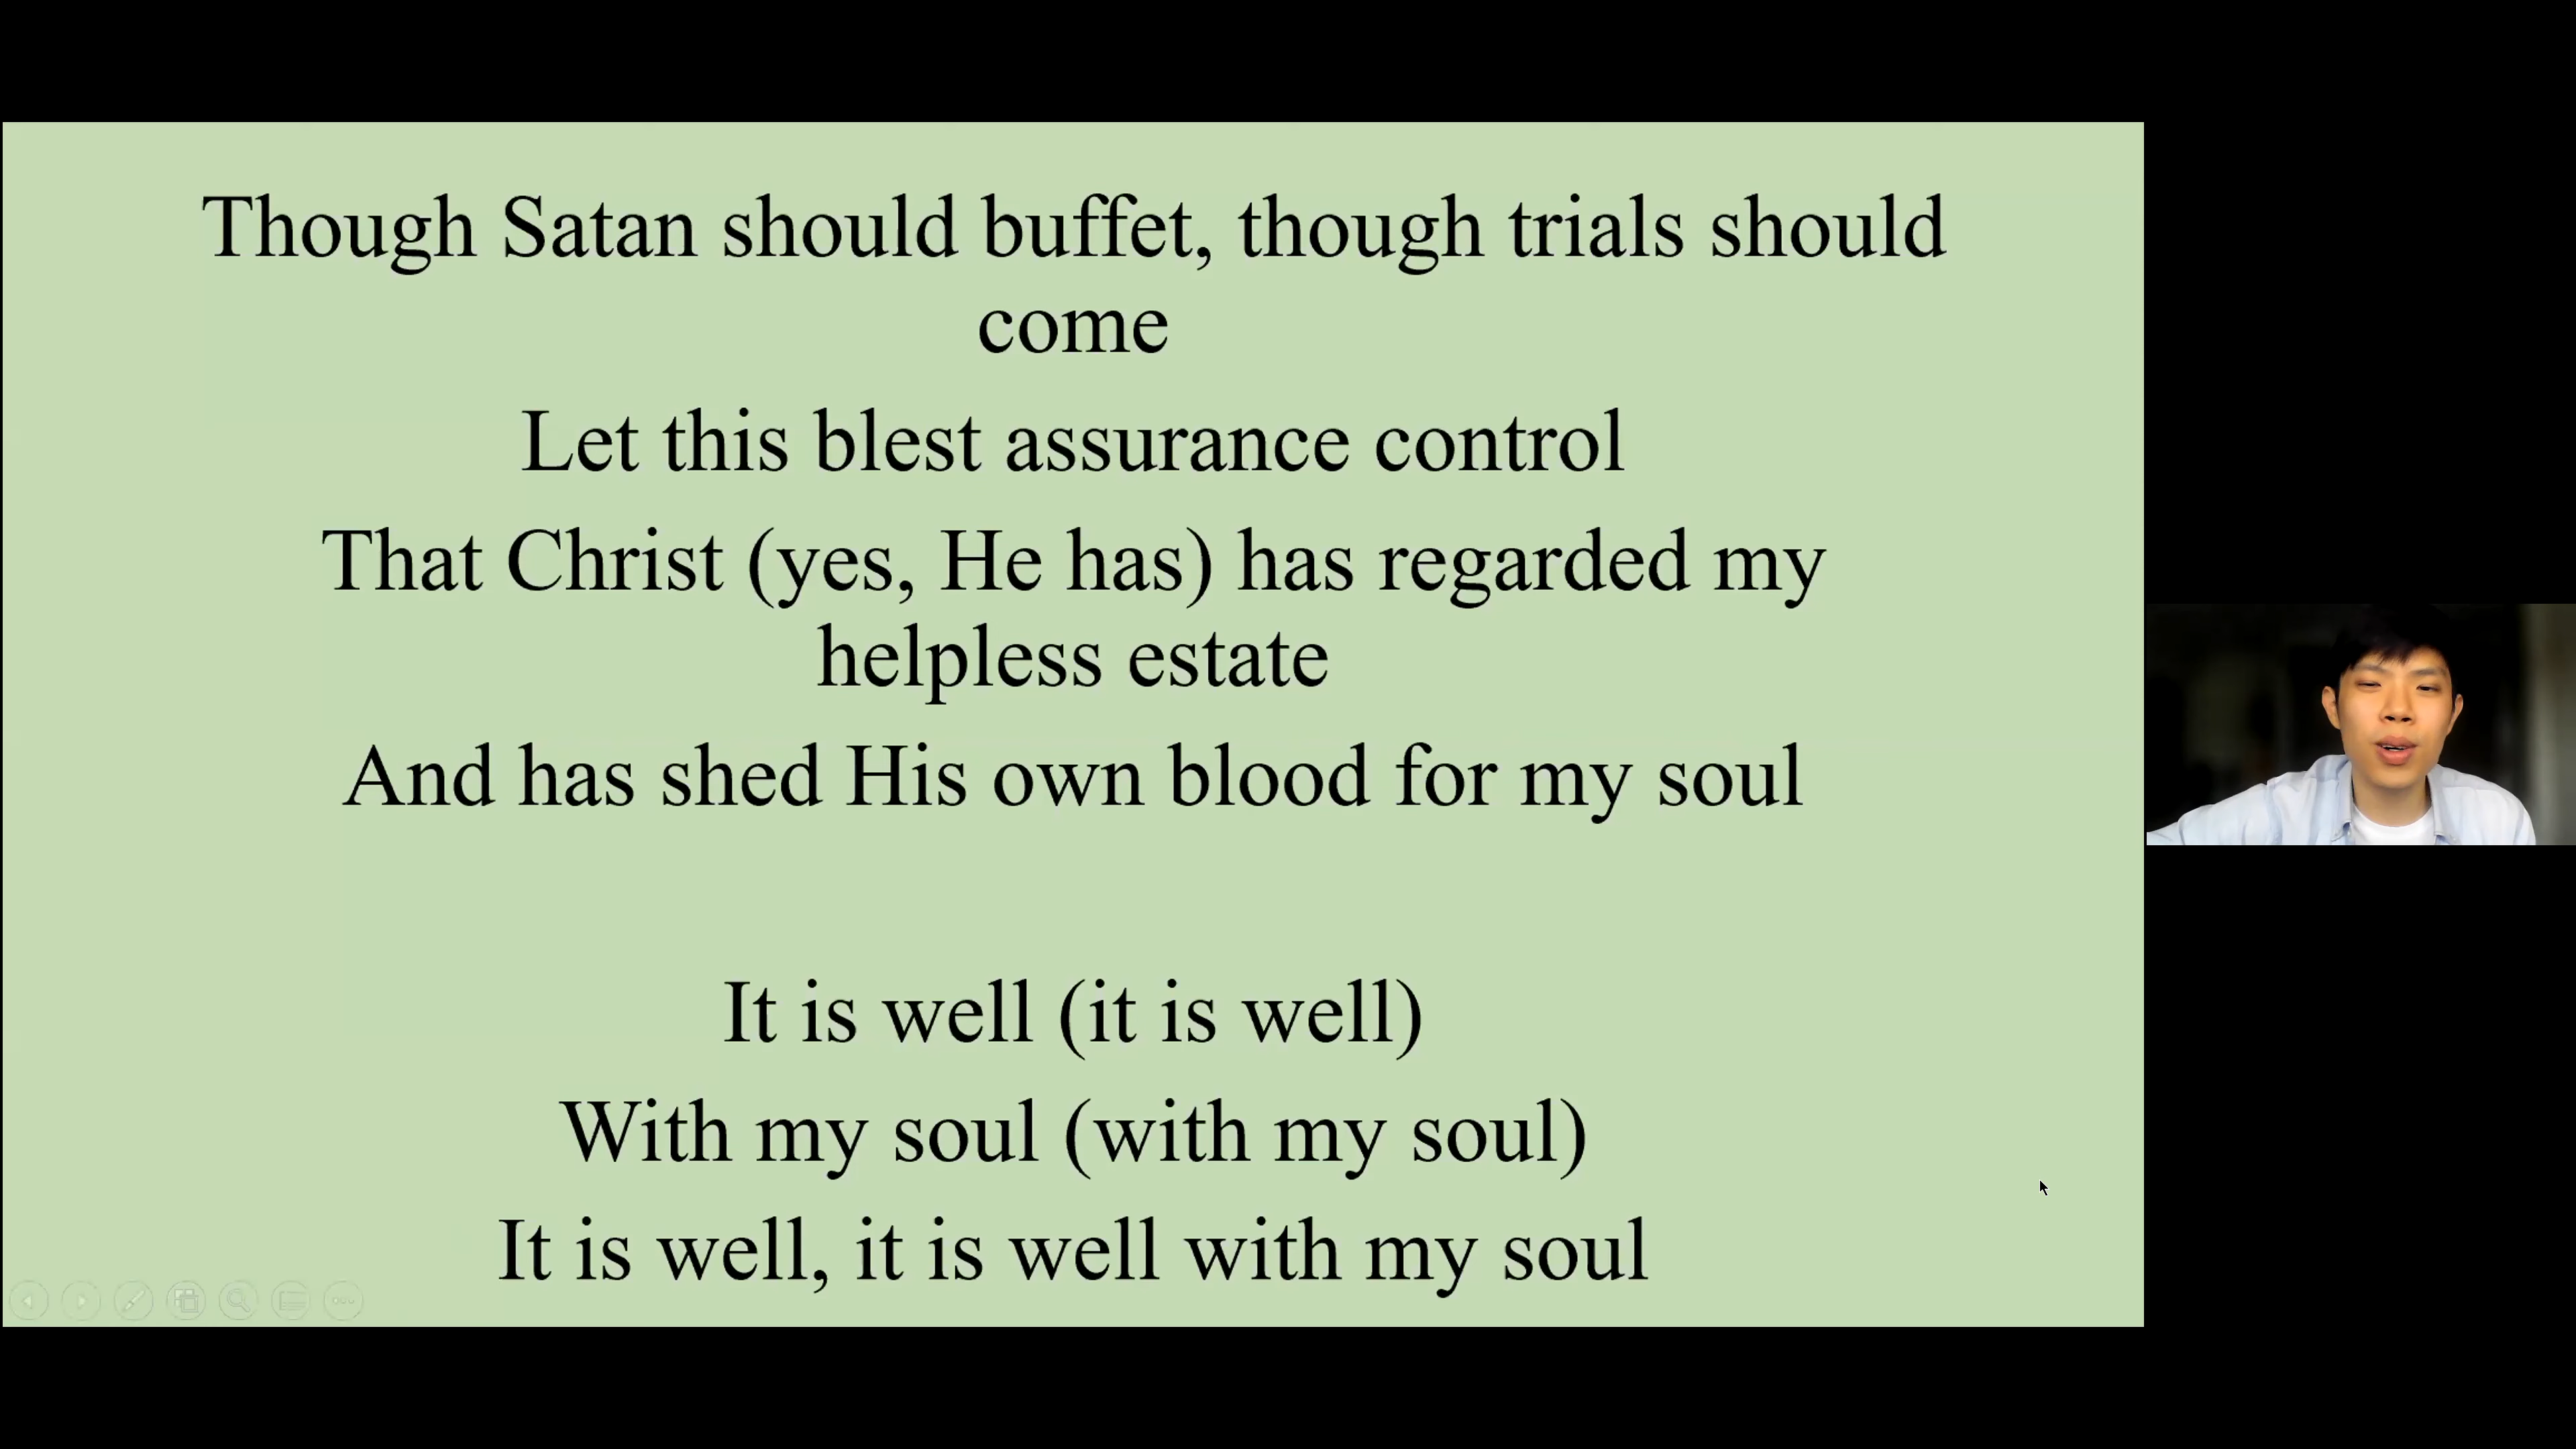 Though Satan should buffet, though trials should
come
Let this blest assurance control
That Christ (yes, He has) has regarded my
helpless estate
And has shed His own blood for my soul
It is well (it is well)
With my soul (with my soul)
It is well, it is well with my soul